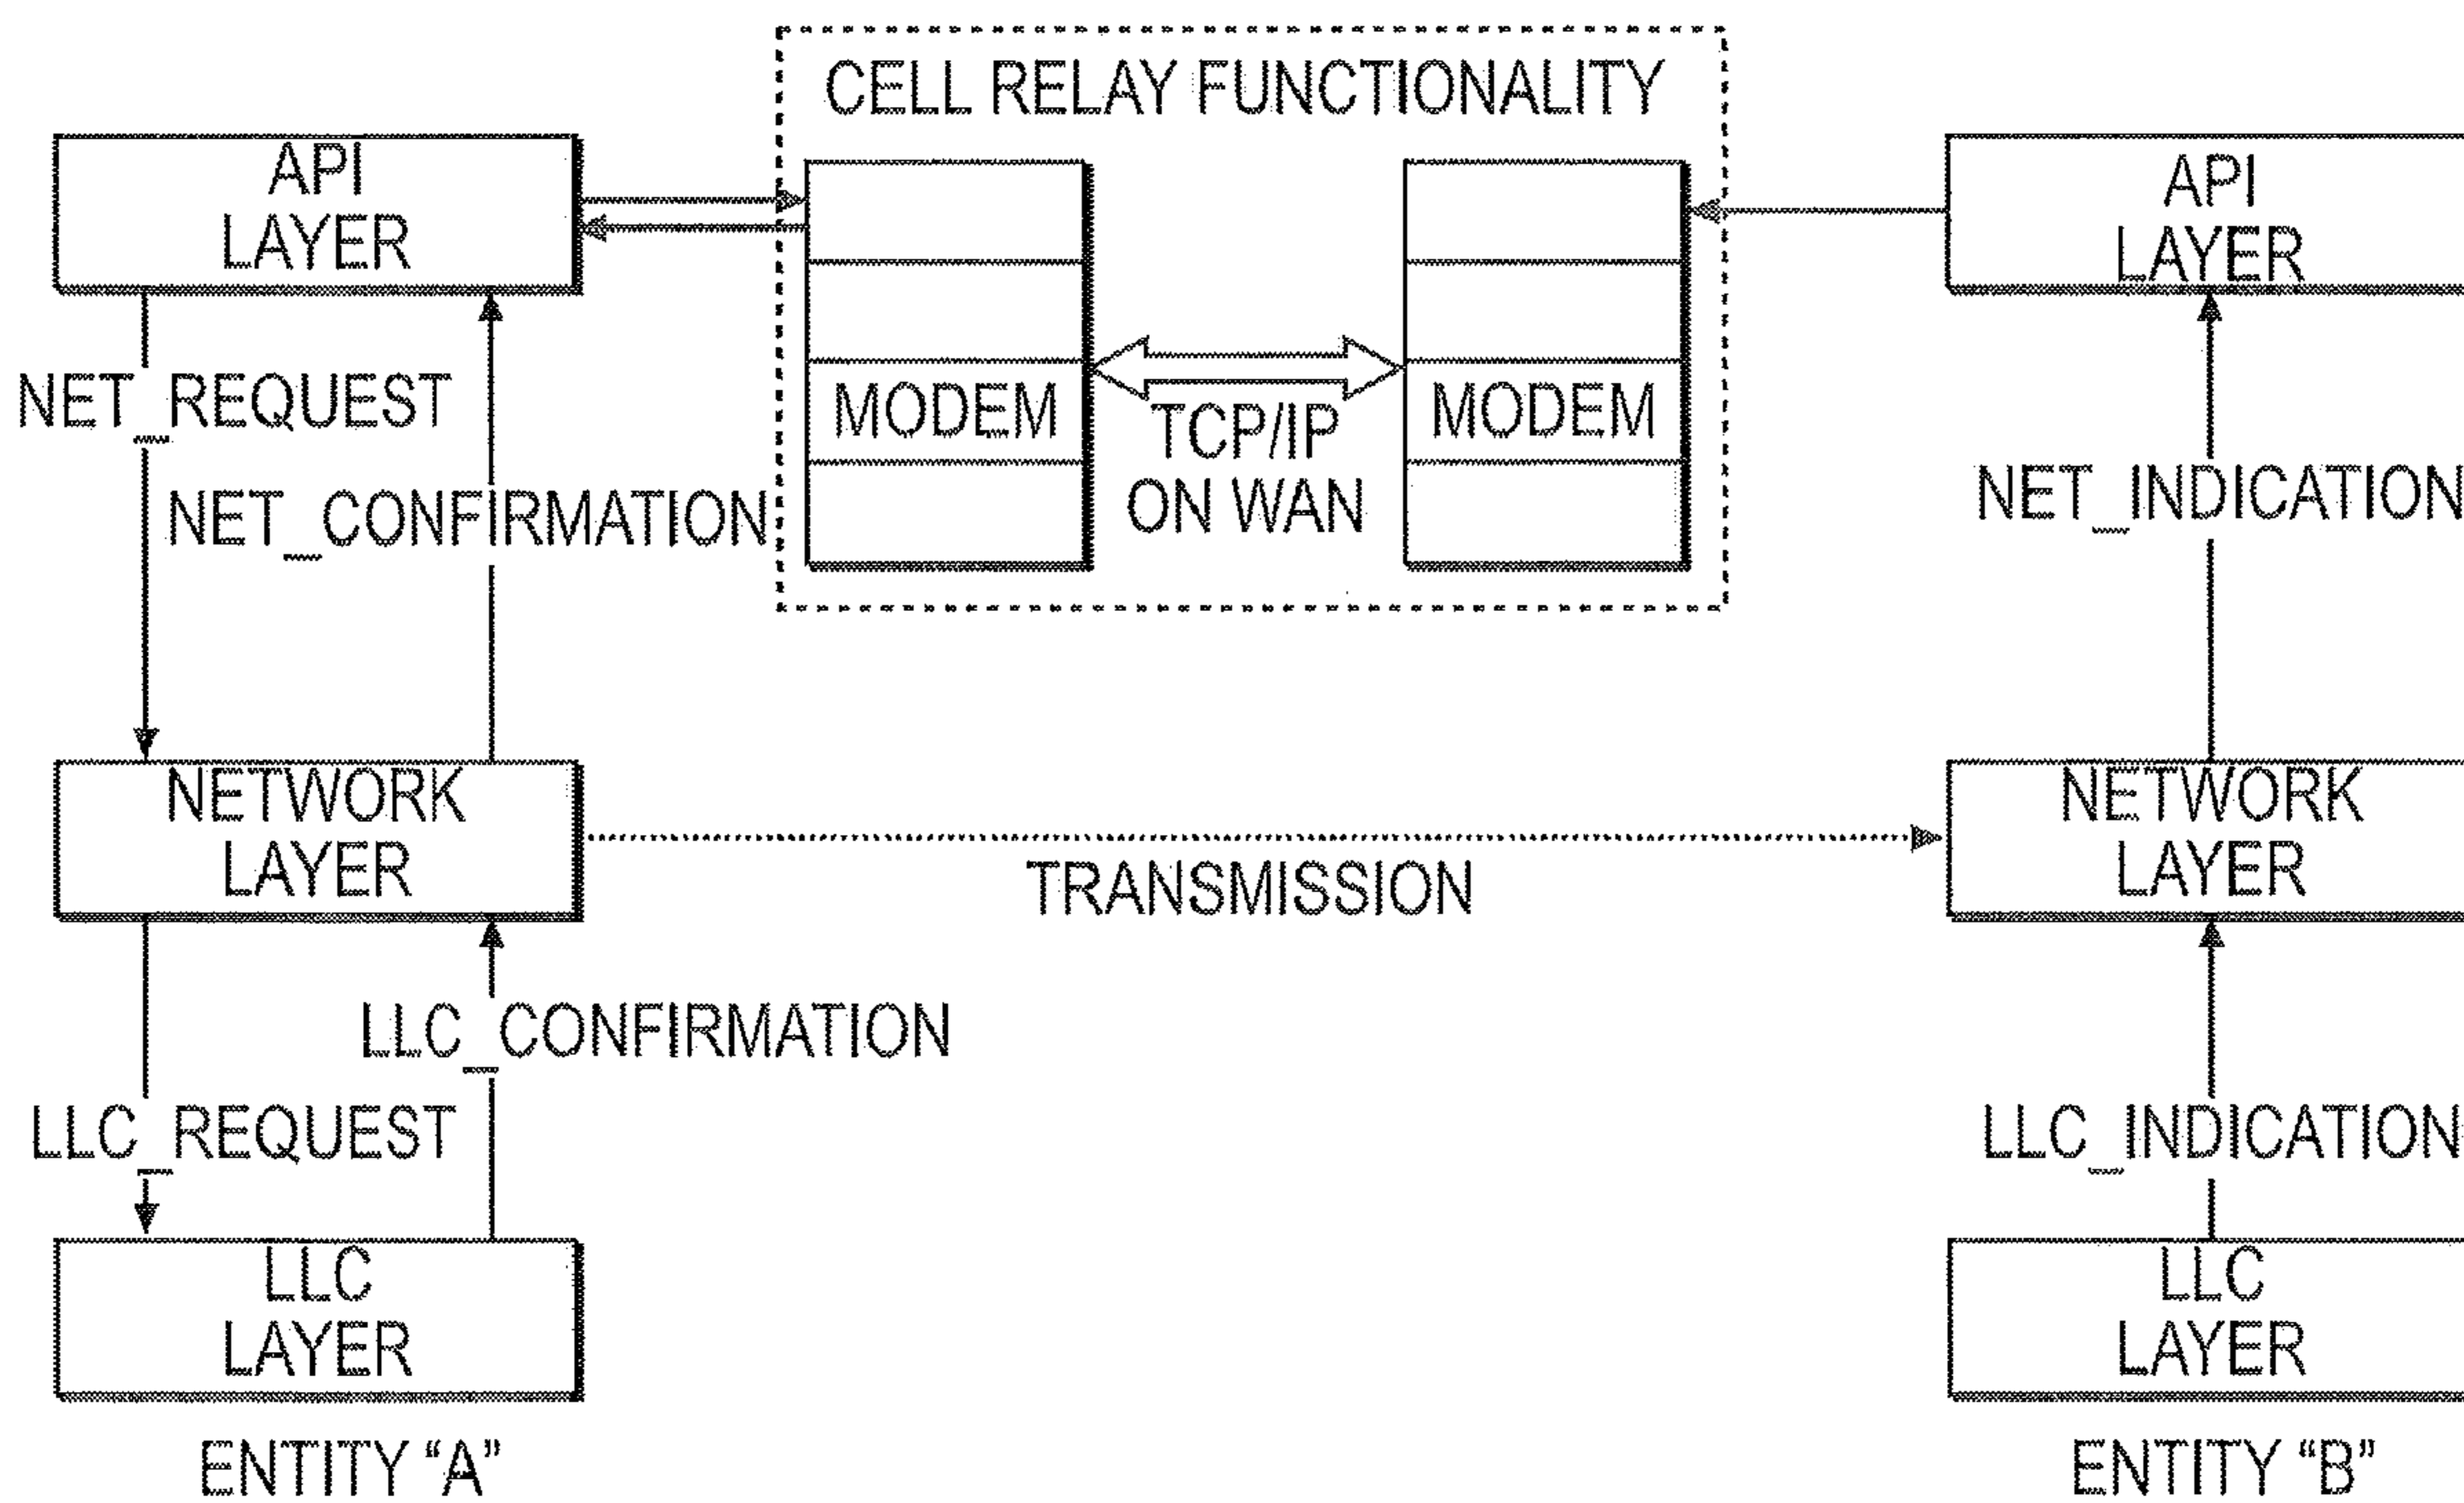 CELL RELAY FUNCTIONALITY
API
LAYER
API
LAYER
MODEM
MODEM
TCP/IP
ON WAN
NET_REQUEST
NET_CONFIRMATION
NET_INDICATION
NETWORK
LAYER
NETWORK
LAYER
TRANSMISSION
LLC_CONFIRMATION
LLC_REQUEST
LLC_INDICATION
LLC
LAYER
LLC
LAYER
ENTITY “A”
ENTITY “B”